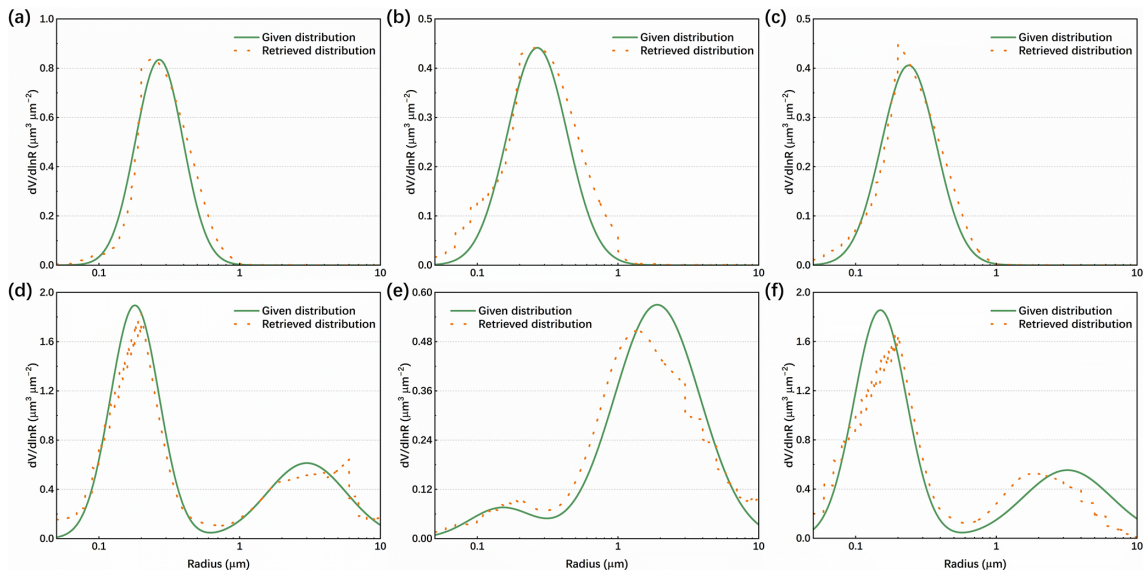 (a)
1.0
0.8
0.6
0.4
0.2
0.0
dV/dlnR (μm³ μm⁻²)
Given distribution
Retrieved distribution
0.1
1
10
(b)
0.5
0.4
0.3
0.2
0.1
0.0
dV/dlnR (μm³ μm⁻²)
Given distribution
Retrieved distribution
0.1
1
10
(c)
0.5
0.4
0.3
0.2
0.1
0.0
dV/dlnR (μm³ μm⁻²)
Given distribution
Retrieved distribution
0.1
1
10
(d)
2.0
1.6
1.2
0.8
0.4
0.0
dV/dlnR (μm³ μm⁻²)
Given distribution
Retrieved distribution
0.1
1
10
Radius (μm)
(e)
0.60
0.48
0.36
0.24
0.12
0.00
dV/dlnR (μm³ μm⁻²)
Given distribution
Retrieved distribution
0.1
1
10
Radius (μm)
(f)
2.0
1.6
1.2
0.8
0.4
0.0
dV/dlnR (μm³ μm⁻²)
Given distribution
Retrieved distribution
0.1
1
10
Radius (μm)